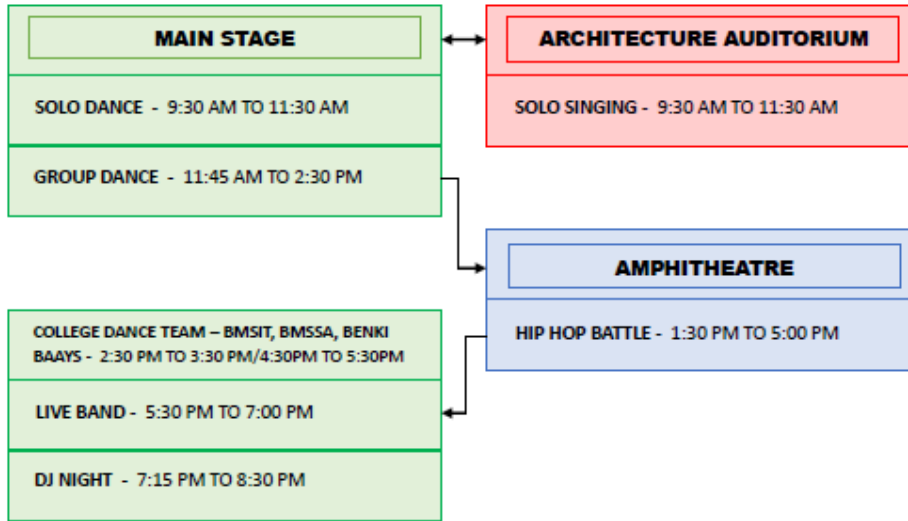 MAIN STAGE
SOLO DANCE - 9:30 AM TO 11:30 AM
GROUP DANCE - 11:45 AM TO 2:30 PM
ARCHITECTURE AUDITORIUM
SOLO SINGING - 9:30 AM TO 11:30 AM
AMPHITHEATRE
HIP HOP BATTLE - 1:30 PM TO 5:00 PM
COLLEGE DANCE TEAM – BMSIT, BMSSA, BENKI
BAAYS - 2:30 PM TO 3:30 PM/4:30PM TO 5:30PM
LIVE BAND - 5:30 PM TO 7:00 PM
DJ NIGHT - 7:15 PM TO 8:30 PM